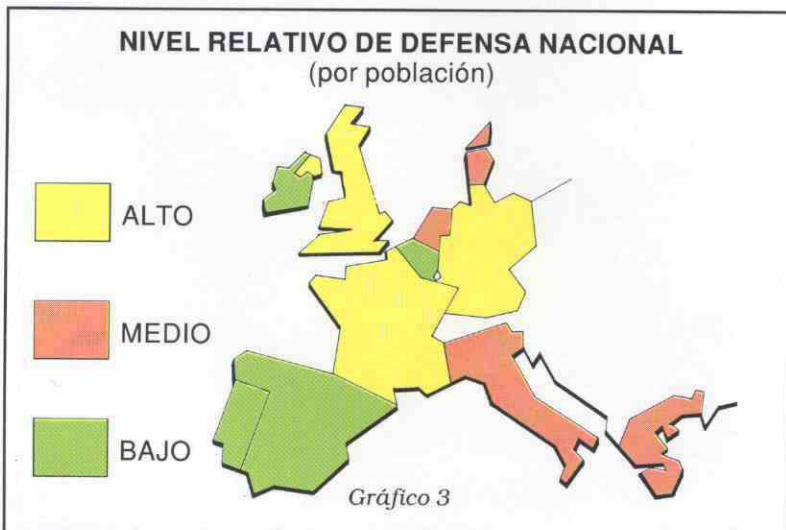 NIVEL RELATIVO DE DEFENSA NACIONAL
(por población)
ALTO
MEDIO
BAJO
Gráfico 3